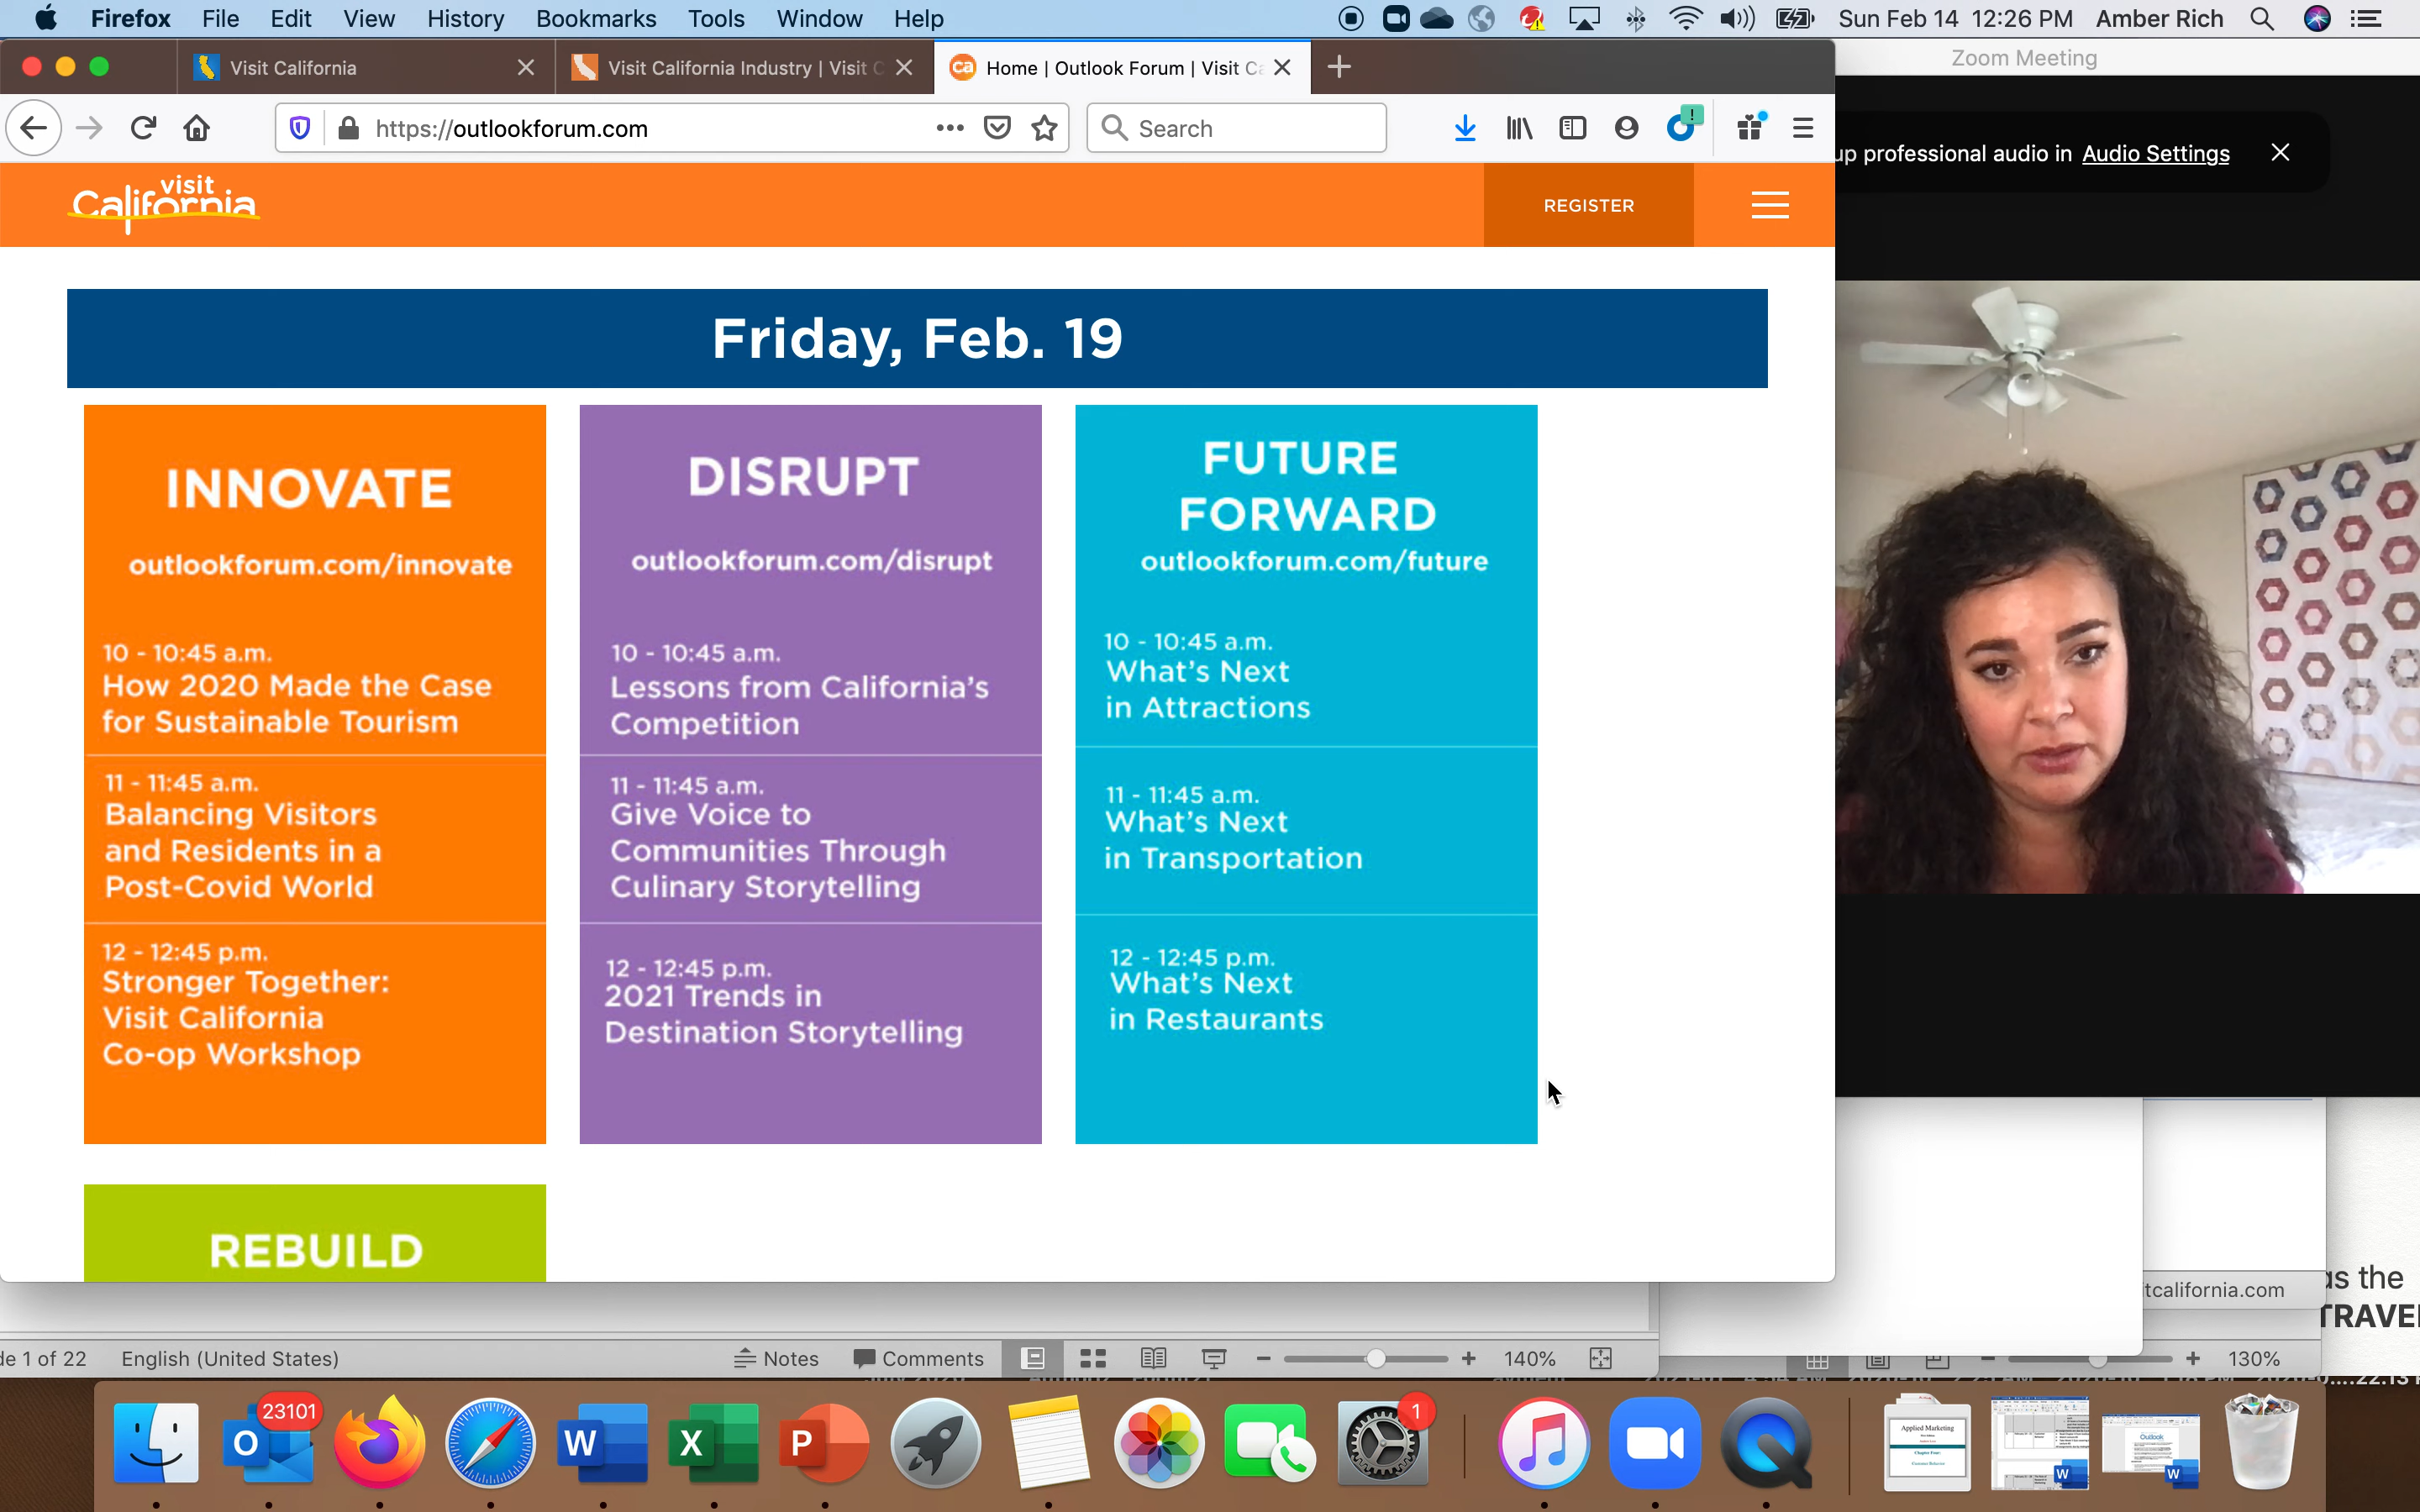 Firefox File Edit View History Bookmarks Tools Window Help
Sun Feb 14 12:26 PM Amber Rich
Zoom Meeting
Visit California
Visit California Industry | Visit C
Home | Outlook Forum | Visit Ca
https://outlookforum.com
Search
up professional audio in Audio Settings
visit
California
REGISTER
Friday, Feb. 19
INNOVATE
outlookforum.com/innovate
10 - 10:45 a.m.
How 2020 Made the Case
for Sustainable Tourism
11 - 11:45 a.m.
Balancing Visitors
and Residents in a
Post-Covid World
12 - 12:45 p.m.
Stronger Together:
Visit California
Co-op Workshop
DISRUPT
outlookforum.com/disrupt
10 - 10:45 a.m.
Lessons from California's
Competition
11 - 11:45 a.m.
Give Voice to
Communities Through
Culinary Storytelling
12 - 12:45 p.m.
2021 Trends in
Destination Storytelling
FUTURE
FORWARD
outlookforum.com/future
10 - 10:45 a.m.
What's Next
in Attractions
11 - 11:45 a.m.
What's Next
in Transportation
12 - 12:45 p.m.
What's Next
in Restaurants
REBUILD
itcalifornia.com
as the
TRAVE
de 1 of 22
English (United States)
Notes
Comments
140%
130%
23101
1
Applied Marketing
Outlook